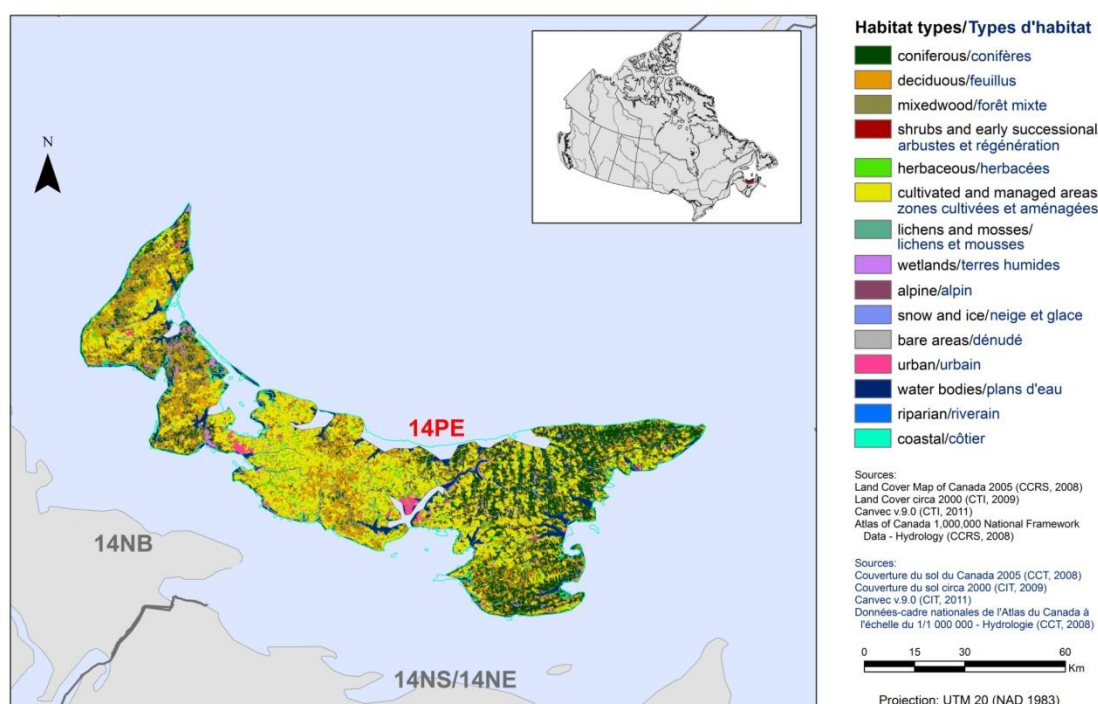 N
14PE
14NB
14NS/14NE
Habitat types/Types d'habitat
coniferous/conifères
deciduous/feuillus
mixedwood/forêt mixte
shrubs and early successional
arbustes et régénération
herbaceous/herbacées
cultivated and managed areas
zones cultivées et aménagées
lichens and mosses/
lichens et mousses
wetlands/terres humides
alpine/alpin
snow and ice/neige et glace
bare areas/dénudé
urban/urbain
water bodies/plans d'eau
riparian/riverain
coastal/côtier
Sources:
Land Cover Map of Canada 2005 (CCRS, 2008)
Land Cover circa 2000 (CTI, 2009)
Canvec v.9.0 (CTI, 2011)
Atlas of Canada 1,000,000 National Framework
Data - Hydrology (CCRS, 2008)
Sources:
Couverture du sol du Canada 2005 (CCT, 2008)
Couverture du sol circa 2000 (CIT, 2009)
Canvec v.9.0 (CIT, 2011)
Données-cadre nationales de l'Atlas du Canada à
l'échelle du 1/1 000 000 - Hydrologie (CCT, 2008)
0 15 30 60
Km
Projection: UTM 20 (NAD 1983)